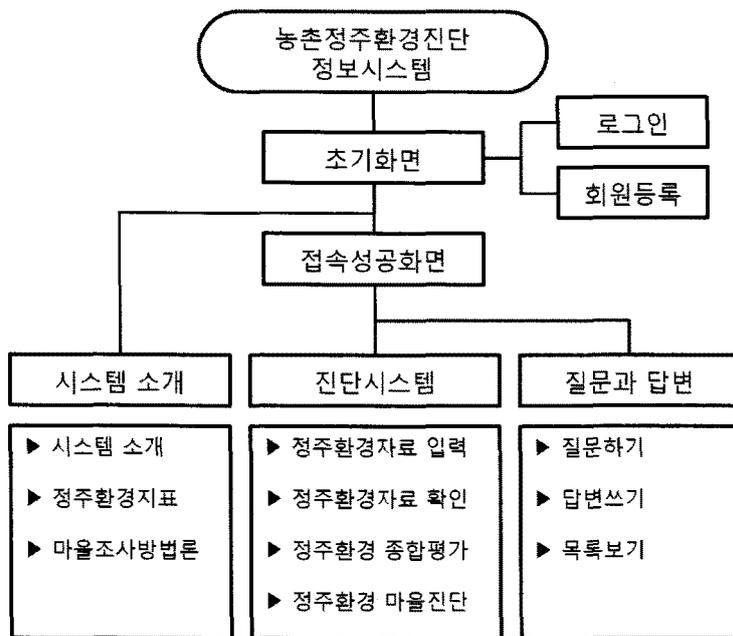 농촌정주환경진단
정보시스템
초기화면
로그인
회원등록
접속성공화면
시스템 소개
진단시스템
질문과 답변
▶ 시스템 소개
▶ 정주환경지표
▶ 마을조사방법론
▶ 정주환경자료 입력
▶ 정주환경자료 확인
▶ 정주환경 종합평가
▶ 정주환경 마을진단
▶ 질문하기
▶ 답변쓰기
▶ 목록보기